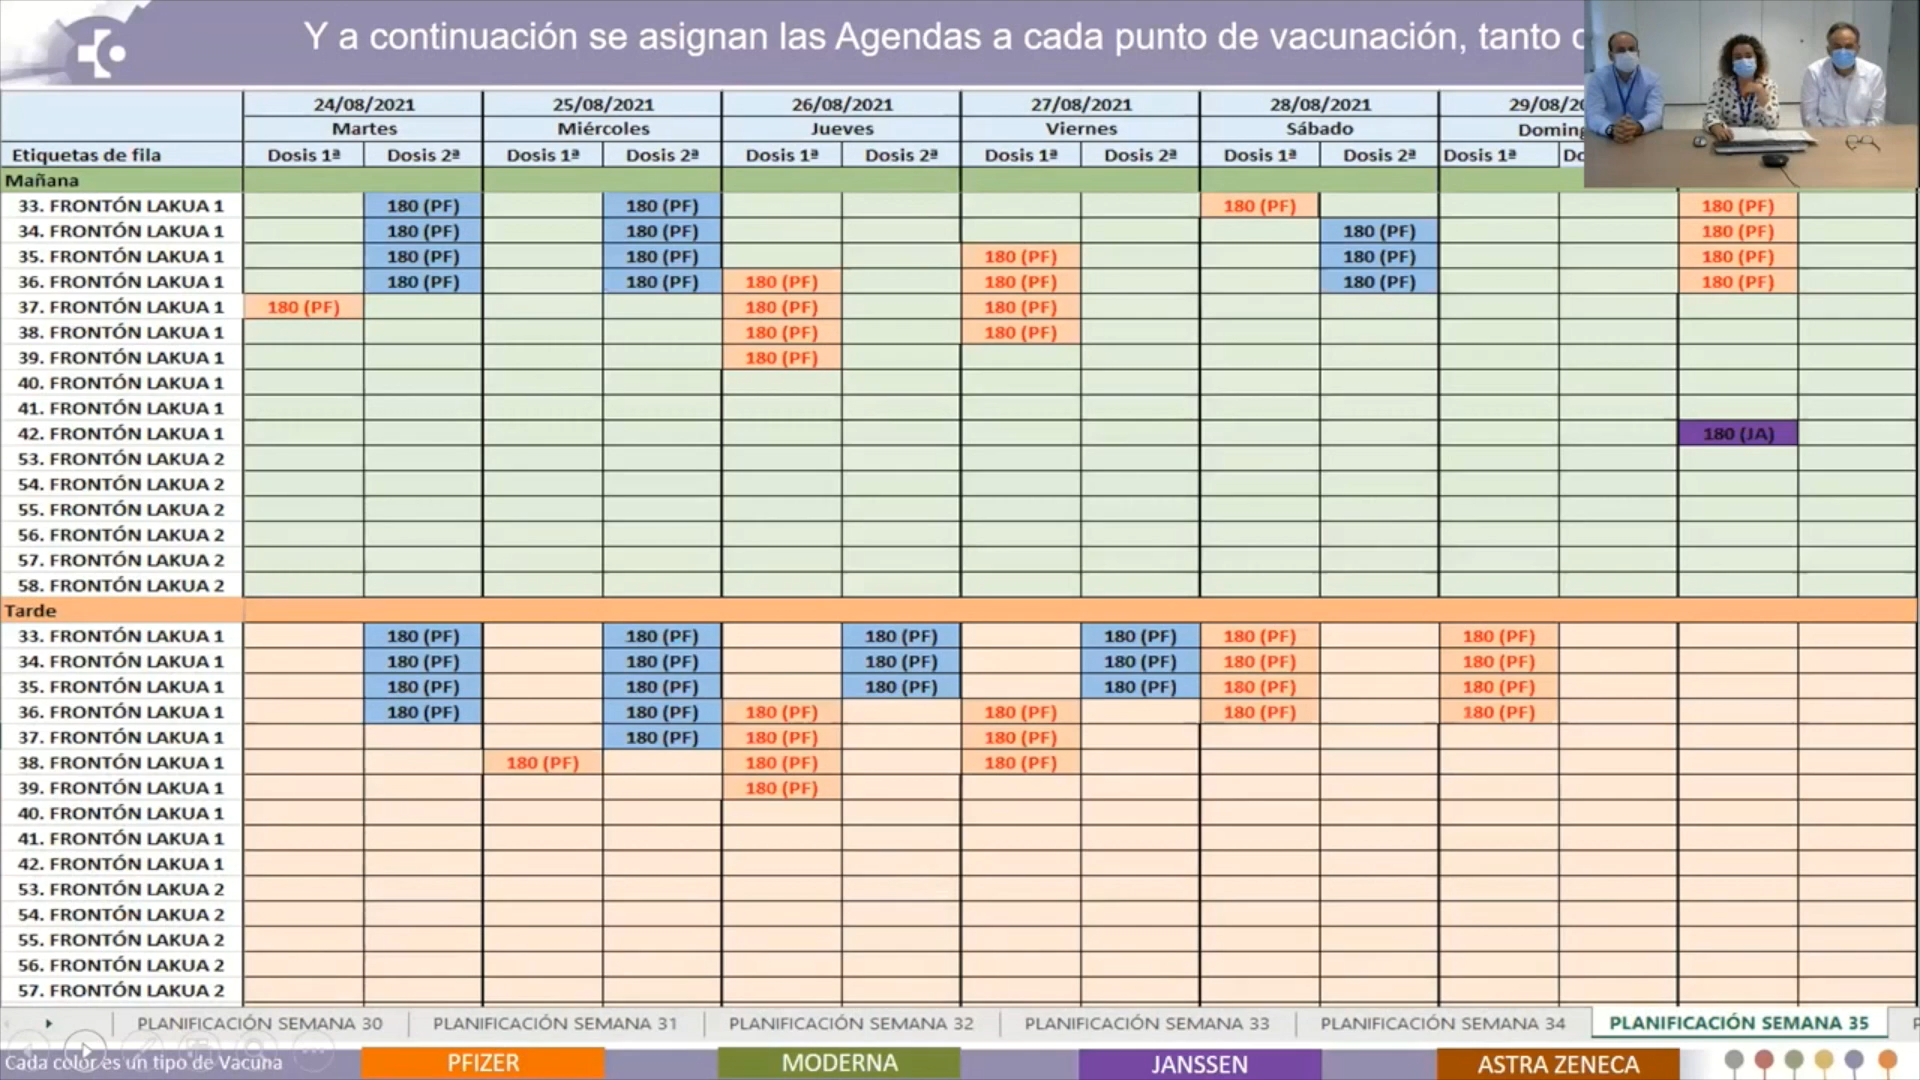 Y a continuación se asignan las Agendas a cada punto de vacunación, tanto
24/08/2021 25/08/2021 26/08/2021 27/08/2021 28/08/2021
Martes Miércoles Jueves Viernes Sábado
Etiquetas de fila Dosis 1ª Dosis 2ª Dosis 1ª Dosis 2ª Dosis 1ª Dosis 2ª Dosis 1ª Dosis 2ª Dosis 1ª Dosis 2ª Dosis 1ª
Mañana
33. FRONTÓN LAKUA 1 180 (PF) 180 (PF) 180 (PF) 180 (PF)
34. FRONTÓN LAKUA 1 180 (PF) 180 (PF) 180 (PF) 180 (PF)
35. FRONTÓN LAKUA 1 180 (PF) 180 (PF) 180 (PF) 180 (PF) 180 (PF)
36. FRONTÓN LAKUA 1 180 (PF) 180 (PF) 180 (PF) 180 (PF) 180 (PF) 180 (PF)
37. FRONTÓN LAKUA 1 180 (PF) 180 (PF) 180 (PF)
38. FRONTÓN LAKUA 1 180 (PF) 180 (PF)
39. FRONTÓN LAKUA 1 180 (PF)
40. FRONTÓN LAKUA 1
41. FRONTÓN LAKUA 1
42. FRONTÓN LAKUA 1 180 (JA)
53. FRONTÓN LAKUA 2
54. FRONTÓN LAKUA 2
55. FRONTÓN LAKUA 2
56. FRONTÓN LAKUA 2
57. FRONTÓN LAKUA 2
58. FRONTÓN LAKUA 2
Tarde
33. FRONTÓN LAKUA 1 180 (PF) 180 (PF) 180 (PF) 180 (PF) 180 (PF) 180 (PF)
34. FRONTÓN LAKUA 1 180 (PF) 180 (PF) 180 (PF) 180 (PF) 180 (PF) 180 (PF)
35. FRONTÓN LAKUA 1 180 (PF) 180 (PF) 180 (PF) 180 (PF) 180 (PF) 180 (PF)
36. FRONTÓN LAKUA 1 180 (PF) 180 (PF) 180 (PF) 180 (PF) 180 (PF) 180 (PF)
37. FRONTÓN LAKUA 1 180 (PF) 180 (PF) 180 (PF)
38. FRONTÓN LAKUA 1 180 (PF) 180 (PF) 180 (PF)
39. FRONTÓN LAKUA 1 180 (PF)
40. FRONTÓN LAKUA 1
41. FRONTÓN LAKUA 1
42. FRONTÓN LAKUA 1
53. FRONTÓN LAKUA 2
54. FRONTÓN LAKUA 2
55. FRONTÓN LAKUA 2
56. FRONTÓN LAKUA 2
57. FRONTÓN LAKUA 2
PLANIFICACIÓN SEMANA 30 PLANIFICACIÓN SEMANA 31 PLANIFICACIÓN SEMANA 32 PLANIFICACIÓN SEMANA 33 PLANIFICACIÓN SEMANA 34 PLANIFICACIÓN SEMANA 35
Cada color es un tipo de Vacuna PFIZER MODERNA JANSSEN ASTRA ZENECA